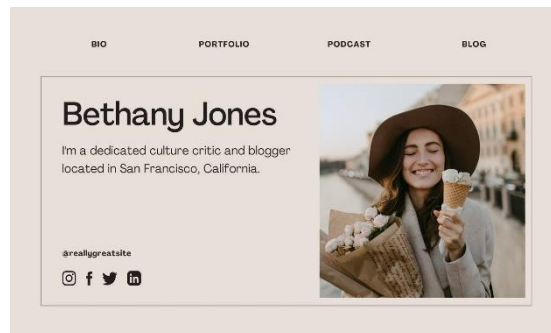 BIO PORTFOLIO PODCAST BLOG
Bethany Jones
I'm a dedicated culture critic and blogger
located in San Francisco, California.
@reallygreatsite